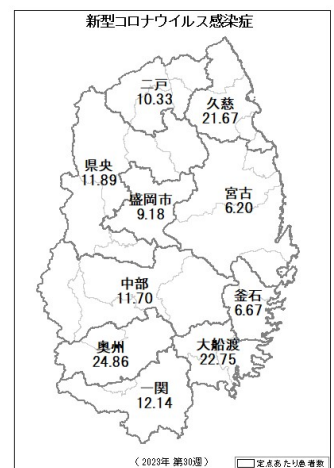 新型コロナウイルス感染症
二戸
10.33
久慈
21.67
県央
11.89
盛岡市
9.18
宮古
6.20
中部
11.70
釜石
6.67
奥州
24.86
大船渡
22.75
一関
12.14
（2023年 第30週）
定点あたり患者数